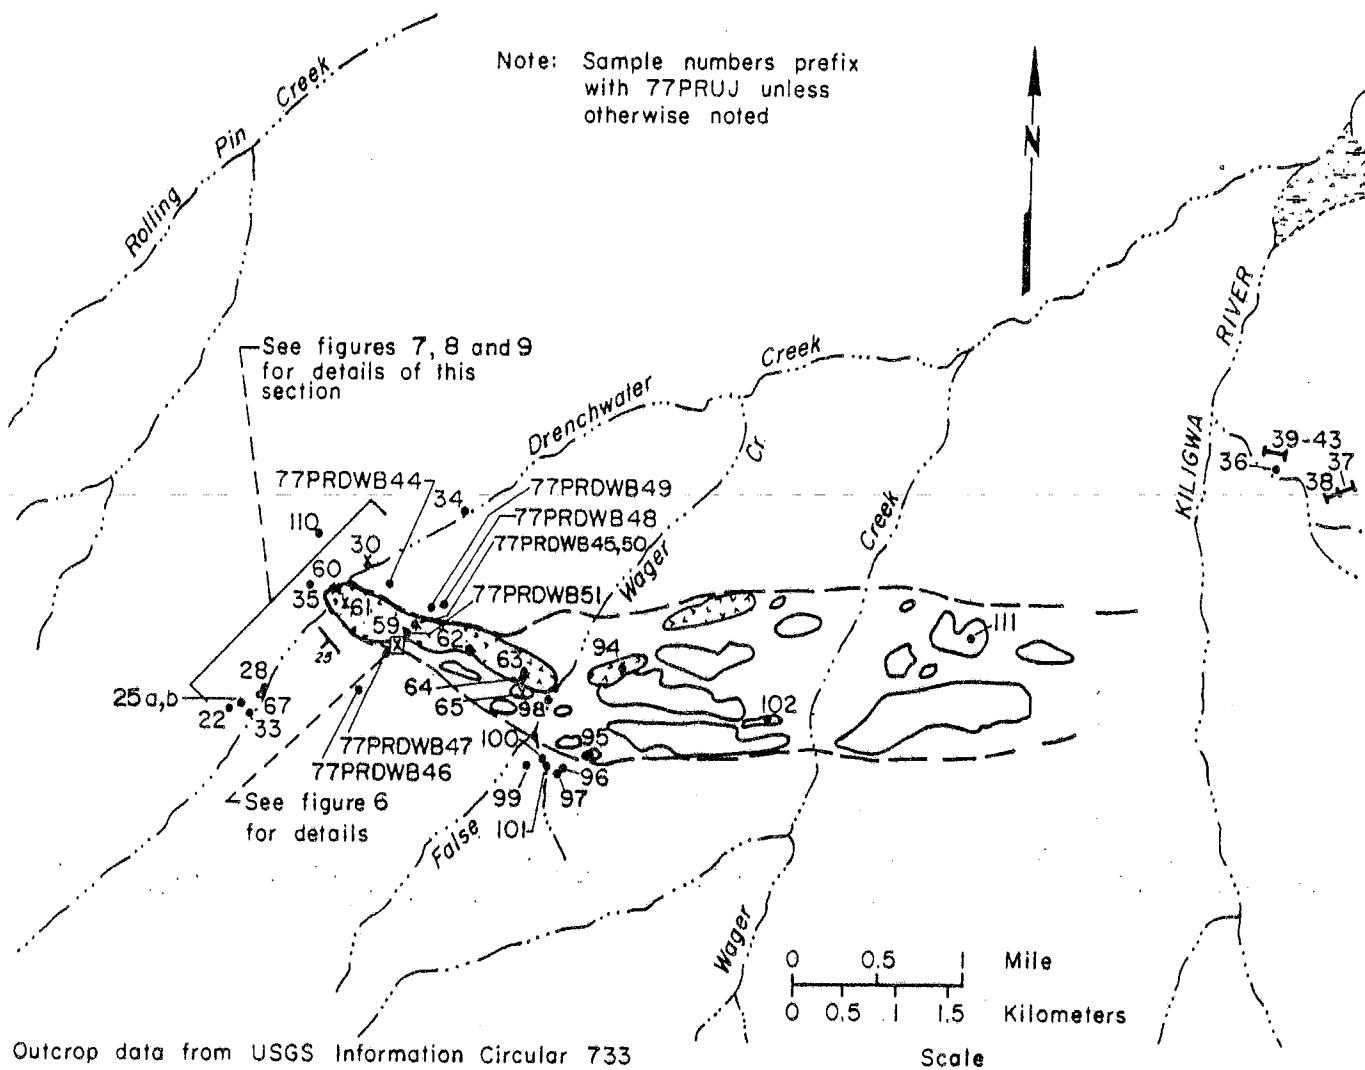 Note: Sample numbers prefix
with 77PRUJ unless
otherwise noted
Rolling Pin Creek
N
See figures 7, 8 and 9
for details of this
section
Drenchwater Creek
RIVER
KILIGWA
39-43
36
37
38
Wager Cr.
Creek
77PRDWB44
34
77PRDWB49
77PRDWB48
77PRDWB45,50
77PRDWB51
110
30
60
35
61
59
62
29
X
63
64
65
98
94
111
102
28
25a,b
67
22
33
77PRDWB47
77PRDWB46
100
95
96
99
97
101
See figure 6
for details
False
Wager
0 0.5 1 Mile
0 0.5 1 1.5 Kilometers
Scale
Outcrop data from USGS Information Circular 733